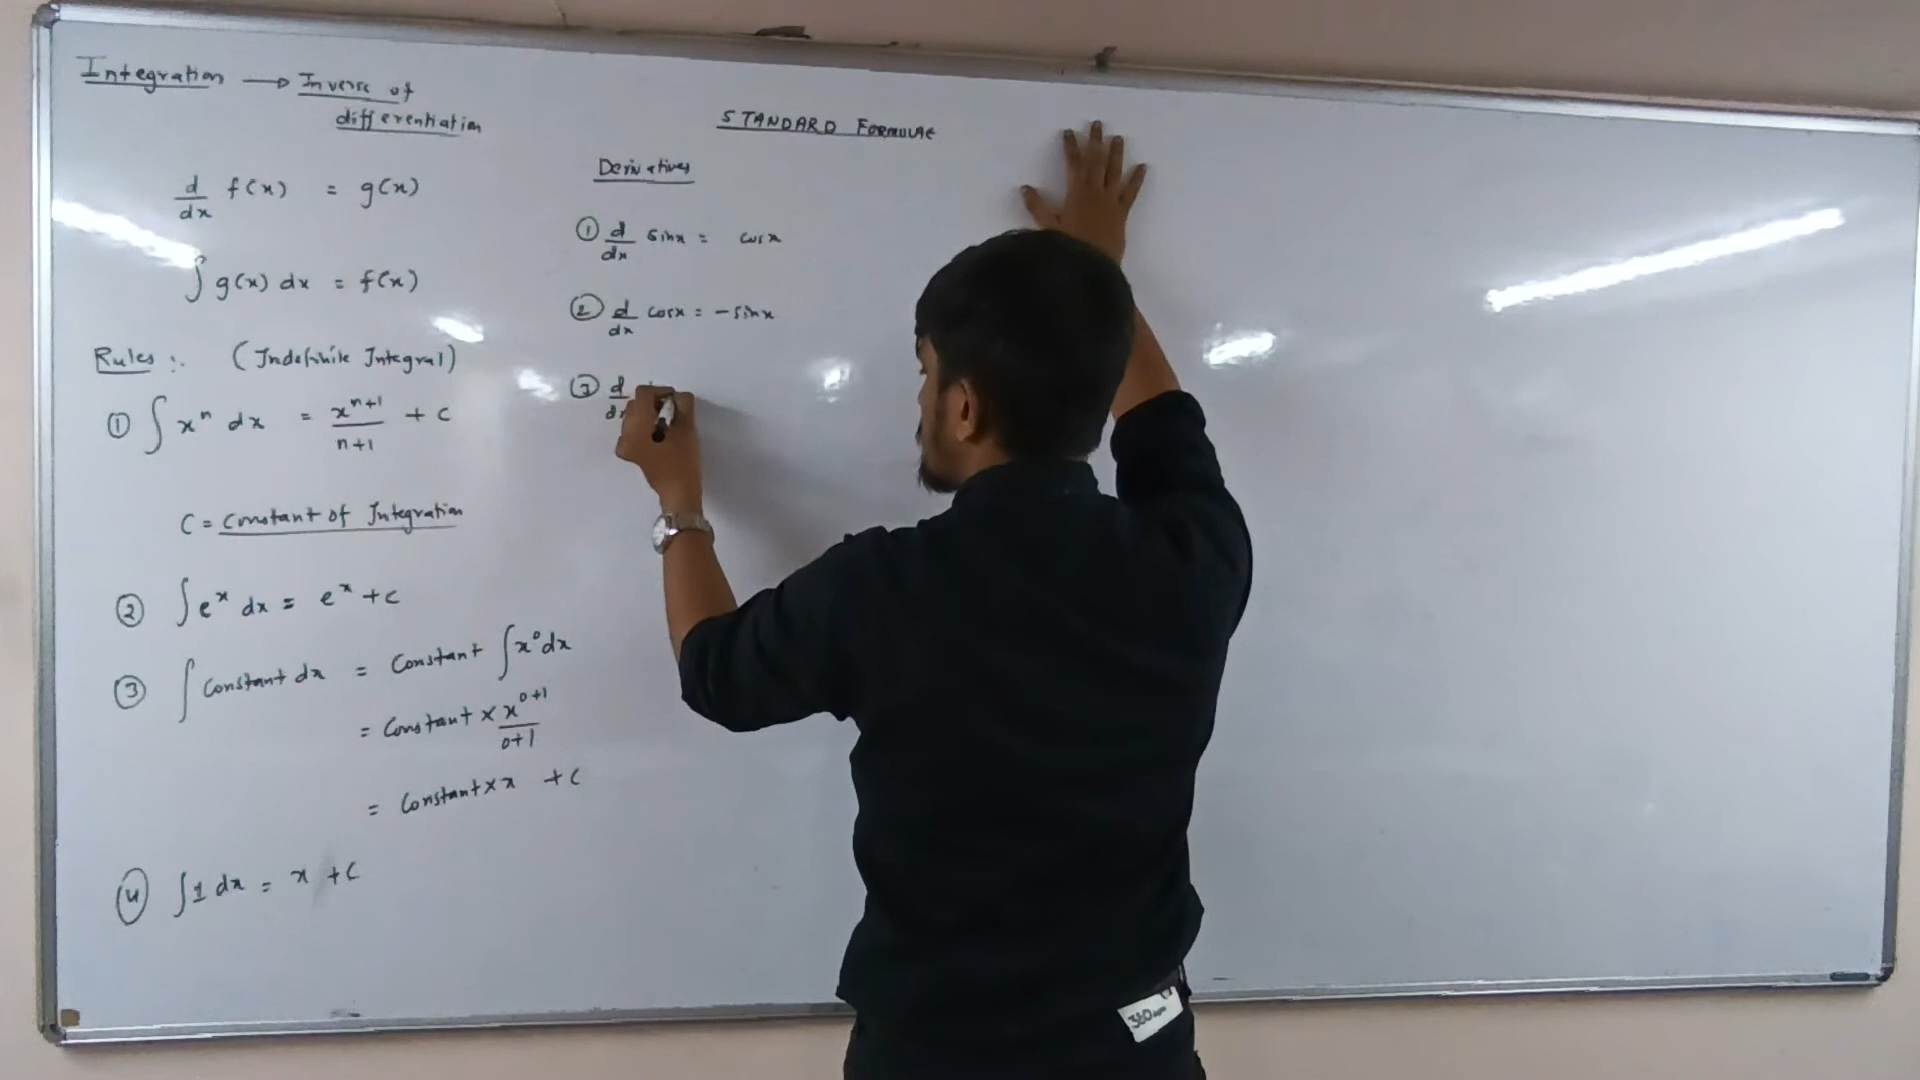 Integration → Inverse of
differentiation
d/dx f(x) = g(x)
∫ g(x) dx = f(x)
Rules :. (Indefinite Integral)
① ∫ xⁿ dx = xⁿ⁺¹/n+1 + c
C = Constant of Integration
② ∫ eˣ dx = eˣ + c
③ ∫ Constant dx = Constant ∫ x⁰ dx
= Constant × x⁰⁺¹/0+1
= Constant × x + c
④ ∫ 1 dx = x + c
STANDARD FORMULAE
Derivatives
① d/dx sinx = cosx
② d/dx cosx = -sinx
③ d/dx
380